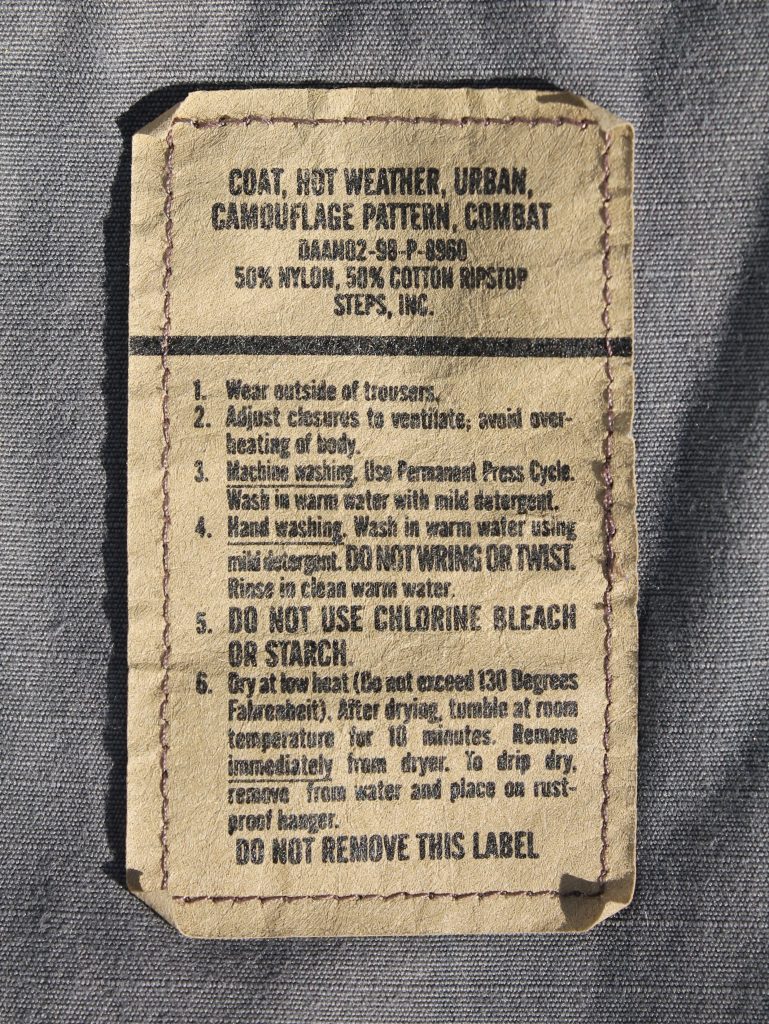 COAT, HOT WEATHER, URBAN,
CAMOUFLAGE PATTERN, COMBAT
DAAN02-98-P-8960
50% NYLON, 50% COTTON RIPSTOP
STEPS, INC.
1. Wear outside of trousers.
2. Adjust closures to ventilate; avoid over-
heating of body.
3. Machine washing. Use Permanent Press Cycle.
Wash in warm water with mild detergent.
4. Hand washing. Wash in warm water using
mild detergent. DO NOT WRING OR TWIST.
Rinse in clean warm water.
5. DO NOT USE CHLORINE BLEACH
OR STARCH.
6. Dry at low heat (Do not exceed 130 Degrees
Fahrenheit). After drying, tumble at room
temperature for 10 minutes. Remove
immediately from dryer. To drip dry,
remove from water and place on rust-
proof hanger.
DO NOT REMOVE THIS LABEL